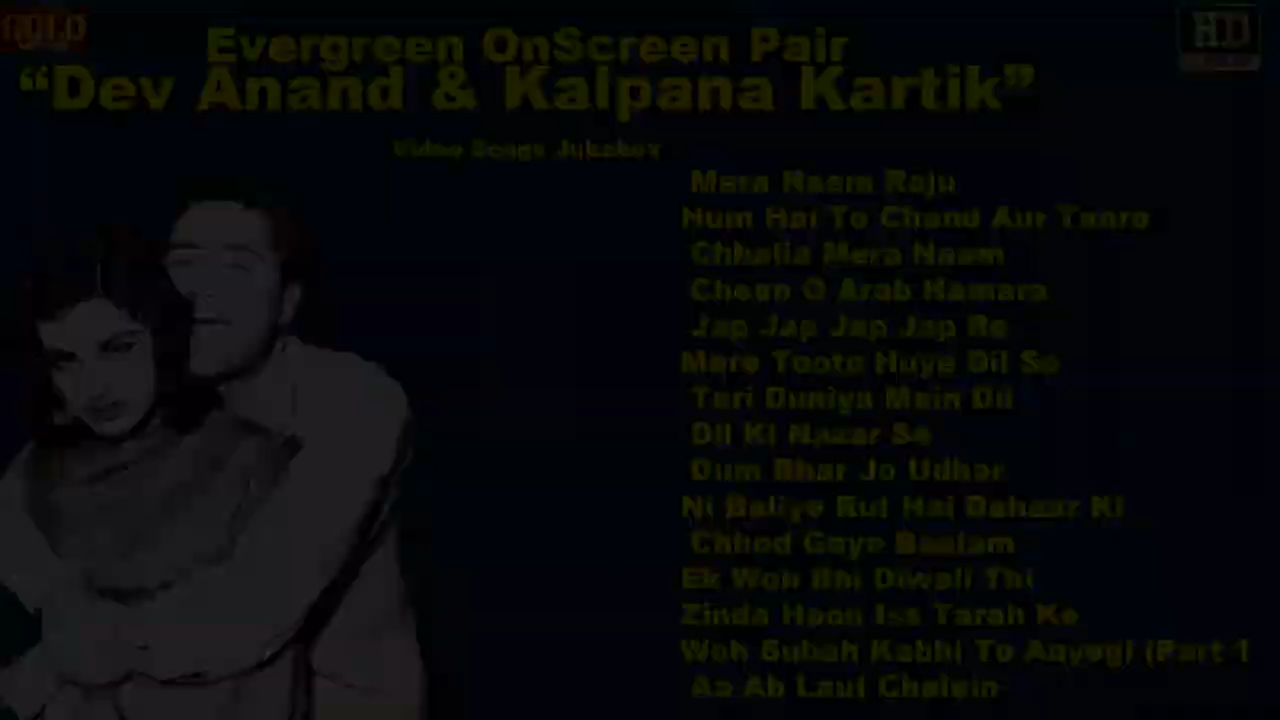 GOLD
HD
Evergreen OnScreen Pair
“Dev Anand & Kalpana Kartik”
Video Songs Jukebox
Mera Naam Raju
Hum Hai To Chand Aur Taare
Chhalia Mera Naam
Cheen O Arab Hamara
Jap Jap Jap Jap Re
Mere Toote Huye Dil Se
Teri Duniya Mein Dil
Dil Ki Nazar Se
Dum Bhar Jo Udhar
Ni Baliye Rut Hai Bahaar Ki
Chhod Gaye Baalam
Ek Woh Bhi Diwali Thi
Zinda Hoon Iss Tarah Ke
Woh Subah Kabhi To Aayegi (Part 1
Aa Ab Laut Chalein